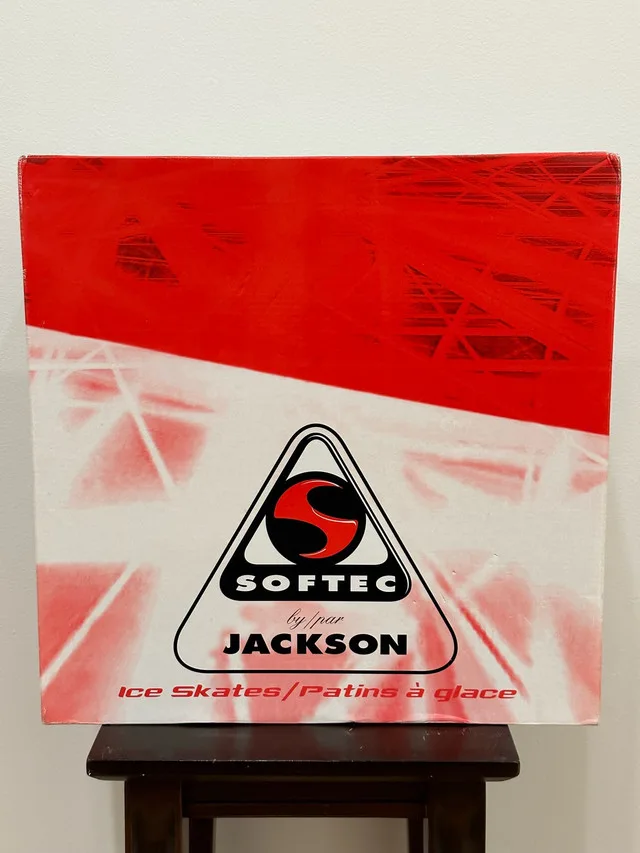 SOFTEC
by/par
JACKSON
Ice Skates/Patins à glace